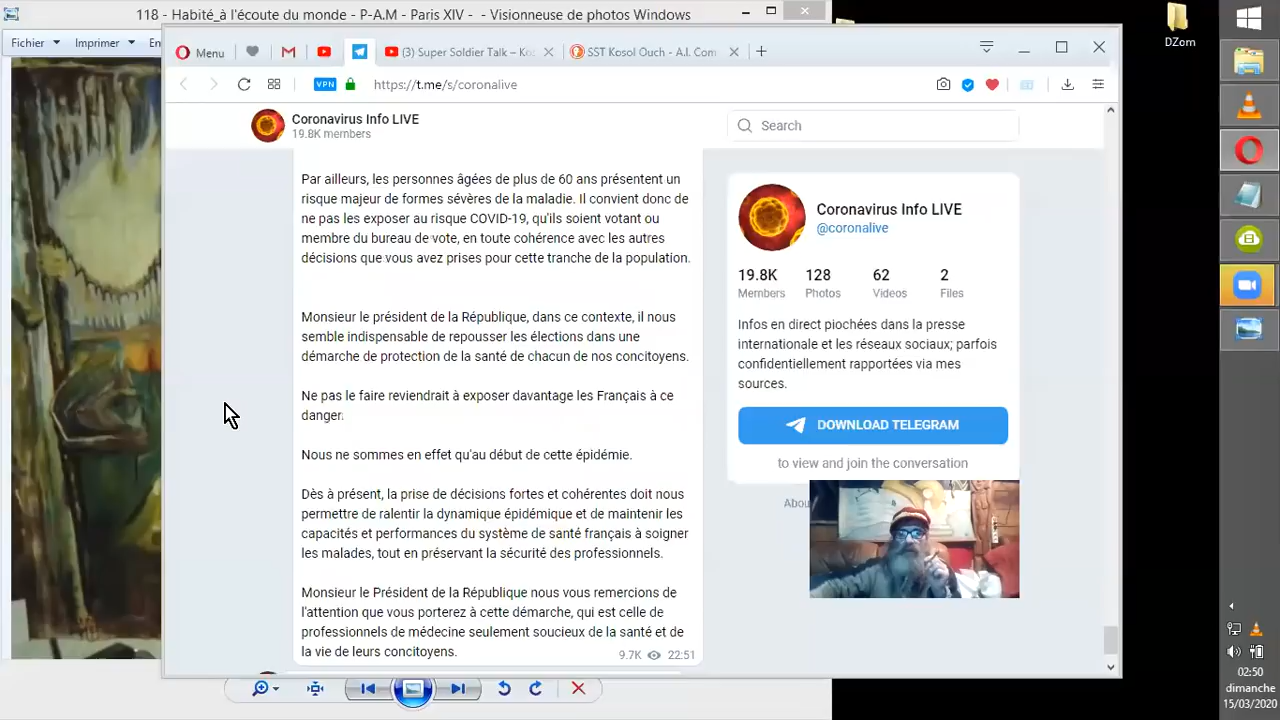 118 - Habité_à l'écoute du monde - P-A-M - Paris XIV - - Visionneuse de photos Windows
Fichier
Imprimer
En
DZom
Menu
(3) Super Soldier Talk – Ko
SST Kosol Ouch - A.I. Com
VPN
https://t.me/s/coronalive
Coronavirus Info LIVE
19.8K members
Search
Par ailleurs, les personnes âgées de plus de 60 ans présentent un
risque majeur de formes sévères de la maladie. Il convient donc de
ne pas les exposer au risque COVID-19, qu'ils soient votant ou
membre du bureau de vote, en toute cohérence avec les autres
décisions que vous avez prises pour cette tranche de la population.
Monsieur le président de la République, dans ce contexte, il nous
semble indispensable de repousser les élections dans une
démarche de protection de la santé de chacun de nos concitoyens.
Ne pas le faire reviendrait à exposer davantage les Français à ce
danger.
Nous ne sommes en effet qu'au début de cette épidémie.
Dès à présent, la prise de décisions fortes et cohérentes doit nous
permettre de ralentir la dynamique épidémique et de maintenir les
capacités et performances du système de santé français à soigner
les malades, tout en préservant la sécurité des professionnels.
Monsieur le Président de la République nous vous remercions de
l'attention que vous porterez à cette démarche, qui est celle de
professionnels de médecine seulement soucieux de la santé et de
la vie de leurs concitoyens.
9.7K 22:51
Coronavirus Info LIVE
@coronalive
19.8K 128 62 2
Members Photos Videos Files
Infos en direct piochées dans la presse
internationale et les réseaux sociaux; parfois
confidentiellement rapportées via mes
sources.
DOWNLOAD TELEGRAM
to view and join the conversation
Abou
02:50
dimanche
15/03/2020